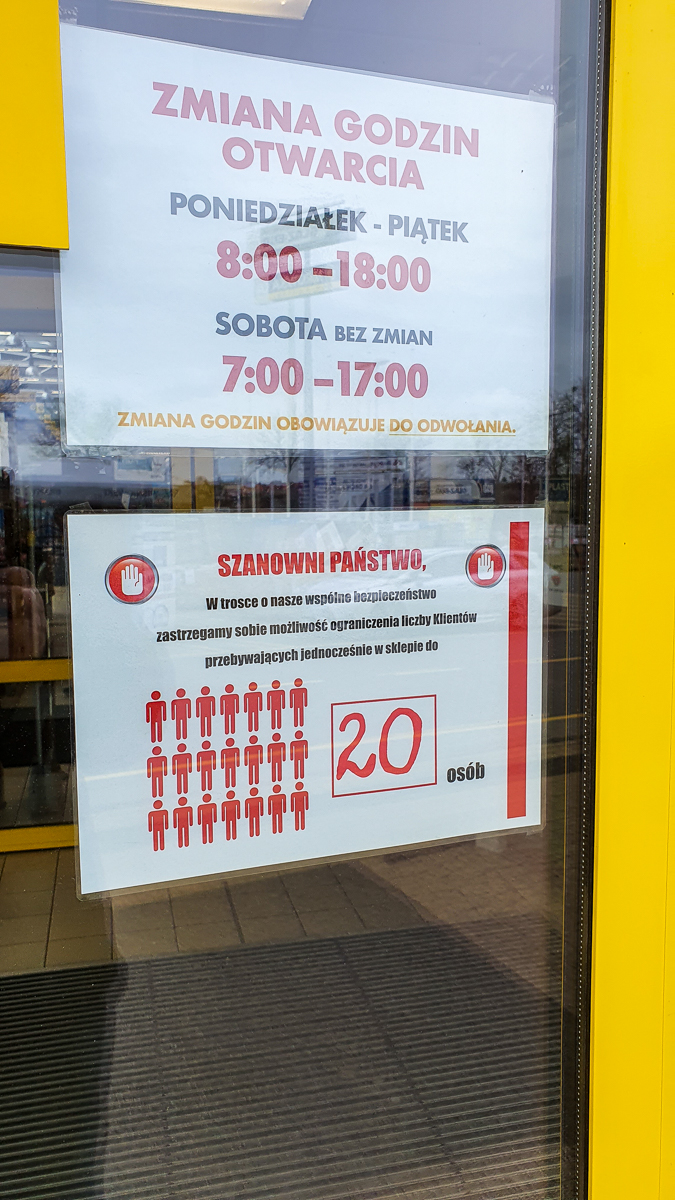 ZMIANA GODZIN
OTWARCIA
PONIEDZIAŁEK - PIĄTEK
8:00 – 18:00
SOBOTA BEZ ZMIAN
7:00 – 17:00
ZMIANA GODZIN OBOWIĄZUJE DO ODWOŁANIA.
SZANOWNI PAŃSTWO,
W trosce o nasze wspólne bezpieczeństwo
zastrzegamy sobie możliwość ograniczenia liczby Klientów
przebywających jednocześnie w sklepie do
20 osób